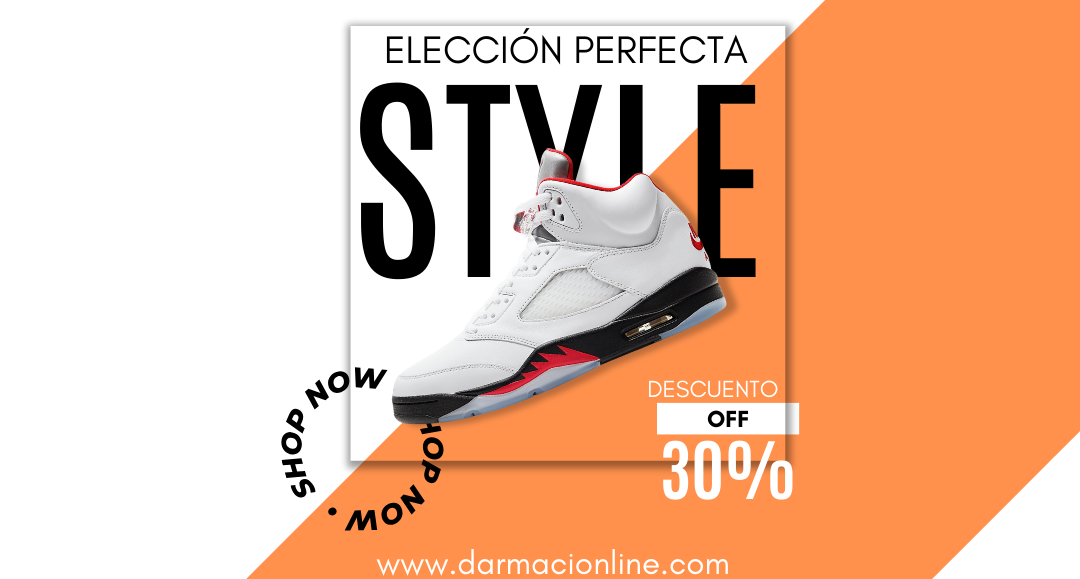 ELECCIÓN PERFECTA
STYLE
SHOP NOW
SHOP NOW .
DESCUENTO
OFF
30%
www.darmacionline.com